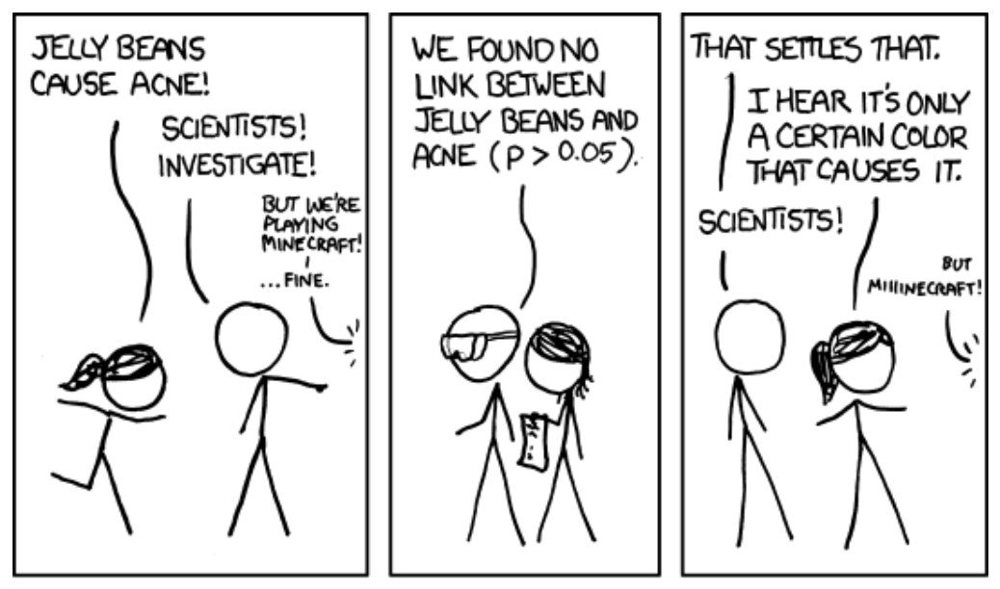 JELLY BEANS
CAUSE ACNE!
SCIENTISTS!
INVESTIGATE!
BUT WE'RE
PLAYING
MINECRAFT!
...FINE.
WE FOUND NO
LINK BETWEEN
JELLY BEANS AND
ACNE (P > 0.05).
THAT SETTLES THAT.
I HEAR IT'S ONLY
A CERTAIN COLOR
THAT CAUSES IT.
SCIENTISTS!
BUT
MIIIINECRAFT!